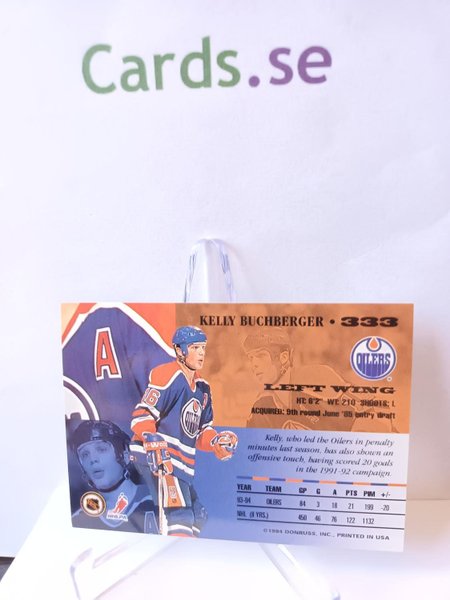 Cards.se
KELLY BUCHBERGER • 333
OILERS
LEFT WING
HT: 6'2" WT: 210 SHOOTS: L
ACQUIRED: 9th round June '85 entry draft
Kelly, who led the Oilers in penalty
minutes last season, has also shown an
offensive touch, having scored 20 goals
in the 1991-92 campaign.
YEAR TEAM GP G A PTS PIM +/-
93-94 OILERS 84 3 18 21 199 -20
NHL (8 YRS.) 450 46 76 122 1132
©1994 DONRUSS, INC., PRINTED IN USA
A
16
NHL
NHLPA